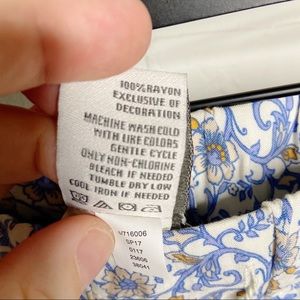 100%RAYON
EXCLUSIVE OF
DECORATION
MACHINE WASH COLD
WITH LIKE COLORS
GENTLE CYCLE
ONLY NON-CHLORINE
BLEACH IF NEEDED
TUMBLE DRY LOW
COOL IRON IF NEEDED
V716006
SP17
0117
23606
38041